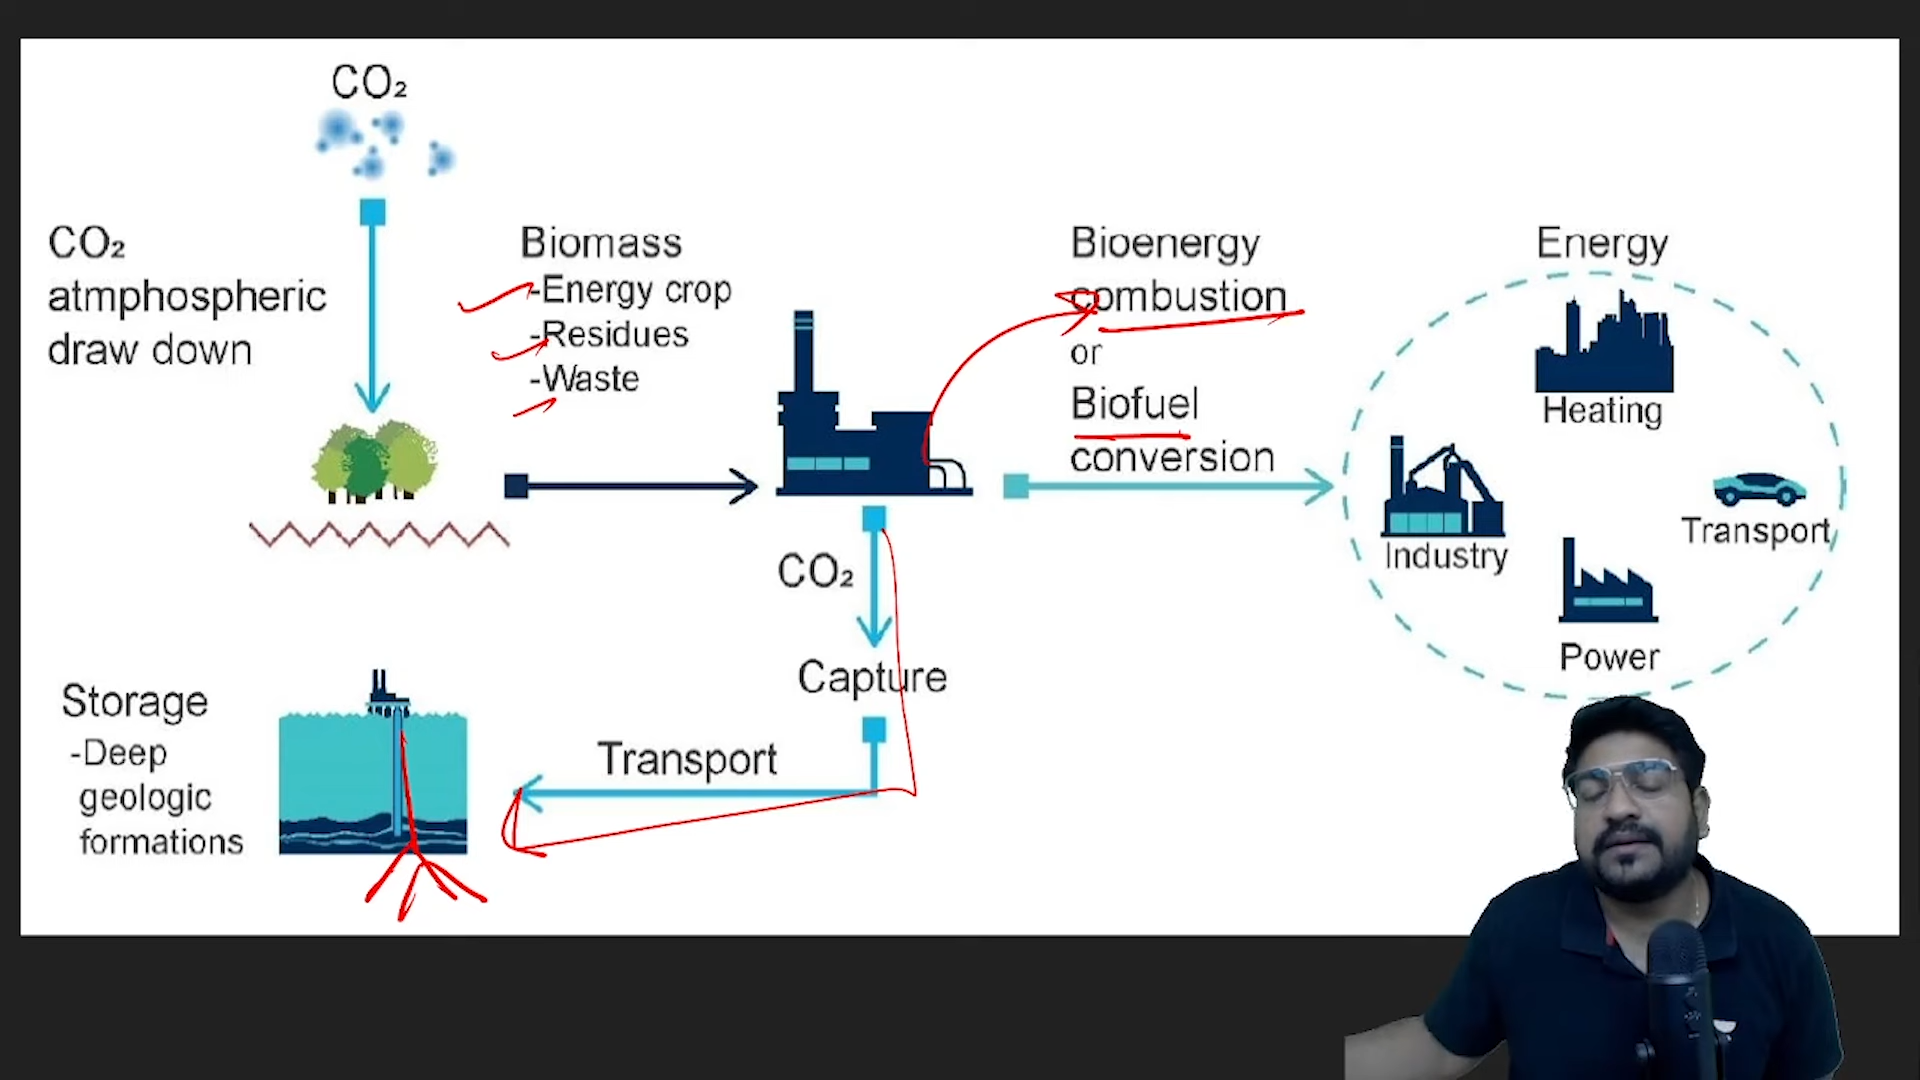 CO₂
CO₂
atmphospheric
draw down
Biomass
-Energy crop
-Residues
-Waste
Bioenergy
combustion
or
Biofuel
conversion
Energy
Heating
Industry
Transport
Power
CO₂
Capture
Transport
Storage
-Deep
geologic
formations